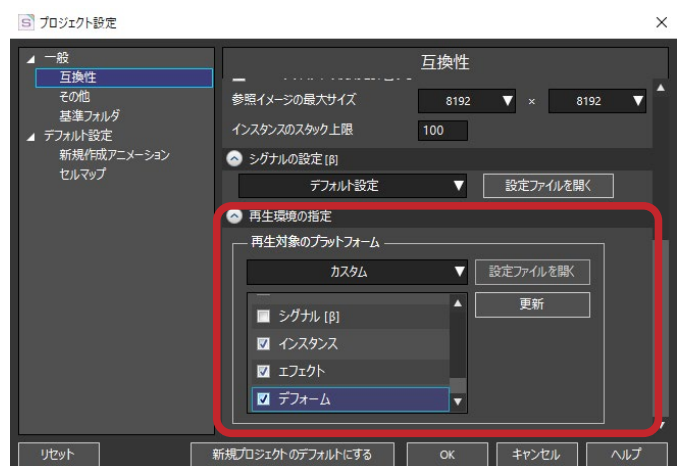 S プロジェクト設定
一般
互換性
その他
基準フォルダ
デフォルト設定
新規作成アニメーション
セルマップ
互換性
参照イメージの最大サイズ 8192 × 8192
インスタンスのスタック上限 100
シグナルの設定 [β]
デフォルト設定 設定ファイルを開く
再生環境の指定
再生対象のプラットフォーム
カスタム 設定ファイルを開く
更新
シグナル [β]
インスタンス
エフェクト
デフォーム
リセット 新規プロジェクトのデフォルトにする OK キャンセル ヘルプ